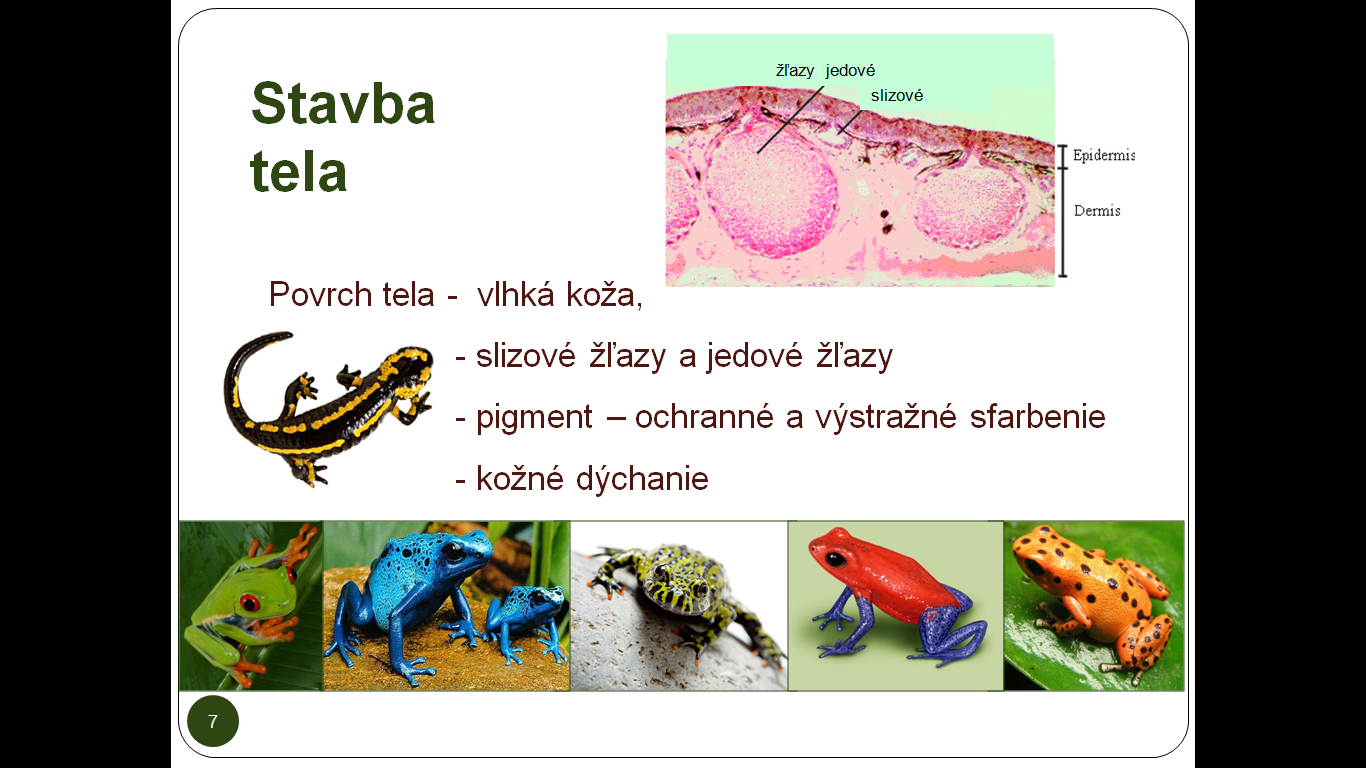 Stavba
tela
žľazy jedové
slizové
Epidermis
Dermis
Povrch tela - vlhká koža,
- slizové žľazy a jedové žľazy
- pigment – ochranné a výstražné sfarbenie
- kožné dýchanie
7